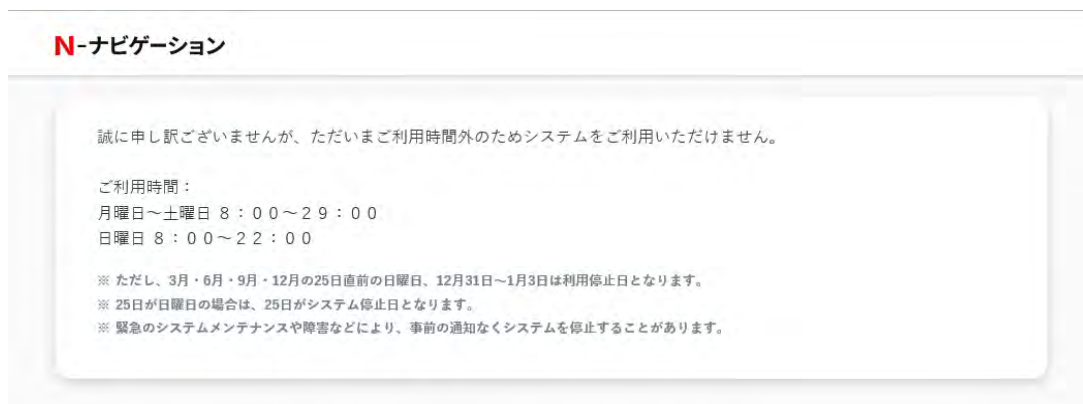 N-ナビゲーション
誠に申し訳ございませんが、ただいまご利用時間外のためシステムをご利用いただけません。
ご利用時間：
月曜日～土曜日 ８：００～２９：００
日曜日 ８：００～２２：００
※ ただし、3月・6月・9月・12月の25日直前の日曜日、12月31日～1月3日は利用停止日となります。
※ 25日が日曜日の場合は、25日がシステム停止日となります。
※ 緊急のシステムメンテナンスや障害などにより、事前の通知なくシステムを停止することがあります。